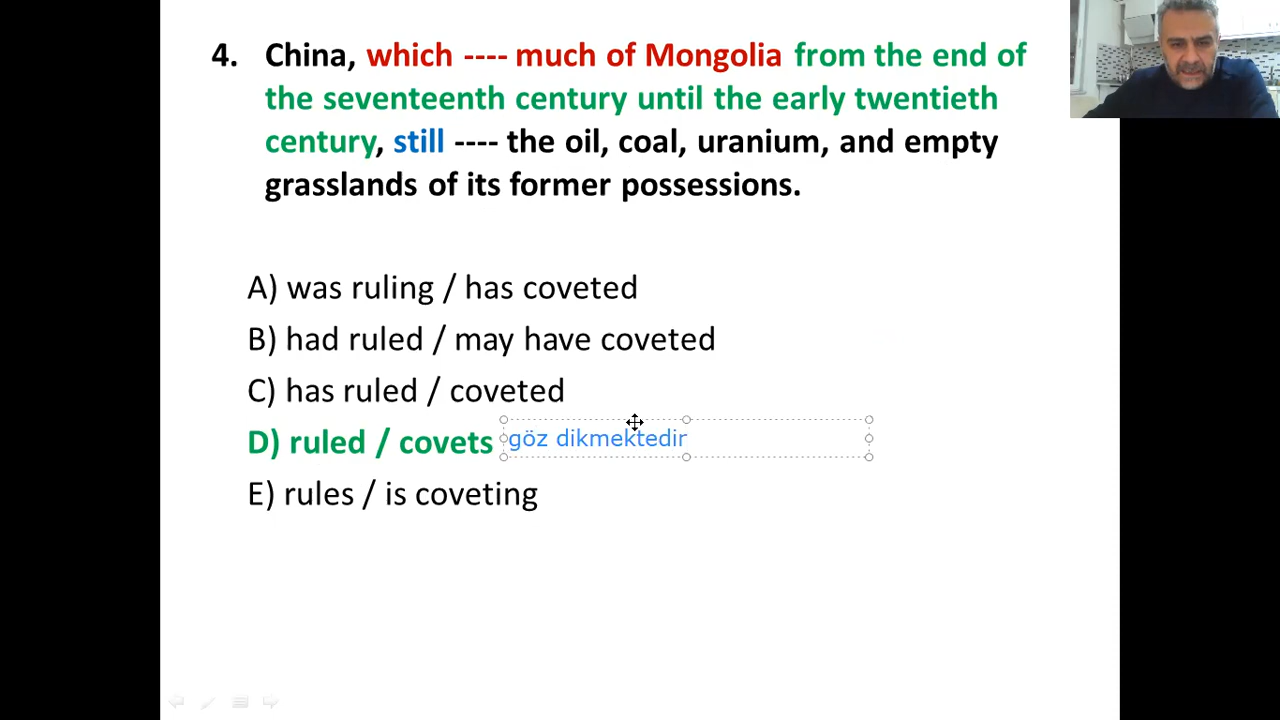 4. China, which ---- much of Mongolia from the end of
the seventeenth century until the early twentieth
century, still ---- the oil, coal, uranium, and empty
grasslands of its former possessions.
A) was ruling / has coveted
B) had ruled / may have coveted
C) has ruled / coveted
D) ruled / covets göz dikmektedir
E) rules / is coveting